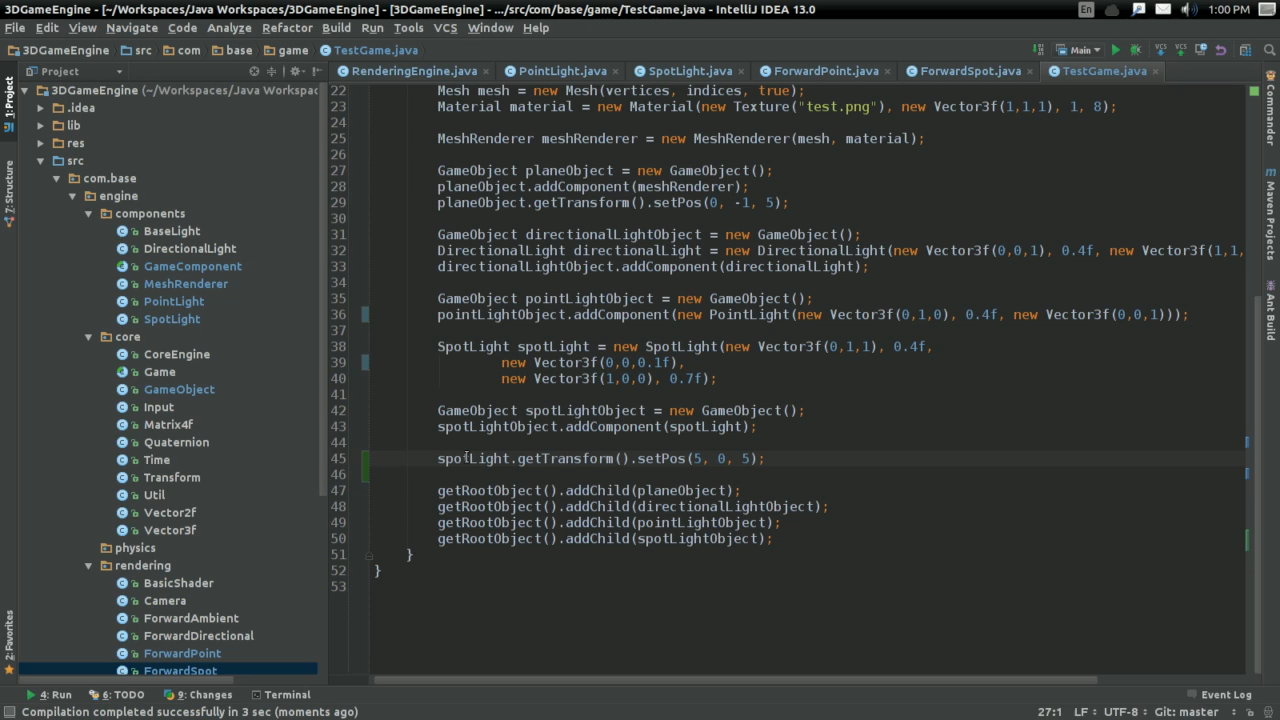 3DGameEngine [~/Workspaces/Java Workspaces/3DGameEngine] - [3DGameEngine] - .../src/com/base/game/TestGame.java - IntelliJ IDEA 13.0
En 1:00 PM
File Edit View Navigate Code Analyze Refactor Build Run Tools VCS Window Help
3DGameEngine src com base game TestGame.java Main
Project RenderingEngine.java PointLight.java SpotLight.java ForwardPoint.java ForwardSpot.java TestGame.java
1: Project
7: Structure
2: Favorites
3DGameEngine (~/Workspaces/Java Workspac
.idea
lib
res
src
com.base
engine
components
BaseLight
DirectionalLight
GameComponent
MeshRenderer
PointLight
SpotLight
core
CoreEngine
Game
GameObject
Input
Matrix4f
Quaternion
Time
Transform
Util
Vector2f
Vector3f
physics
rendering
BasicShader
Camera
ForwardAmbient
ForwardDirectional
ForwardPoint
ForwardSpot
22 Mesh mesh = new Mesh(vertices, indices, true);
23 Material material = new Material(new Texture("test.png"), new Vector3f(1,1,1), 1, 8);
24
25 MeshRenderer meshRenderer = new MeshRenderer(mesh, material);
26
27 GameObject planeObject = new GameObject();
28 planeObject.addComponent(meshRenderer);
29 planeObject.getTransform().setPos(0, -1, 5);
30
31 GameObject directionalLightObject = new GameObject();
32 DirectionalLight directionalLight = new DirectionalLight(new Vector3f(0,0,1), 0.4f, new Vector3f(1,1,
33 directionalLightObject.addComponent(directionalLight);
34
35 GameObject pointLightObject = new GameObject();
36 pointLightObject.addComponent(new PointLight(new Vector3f(0,1,0), 0.4f, new Vector3f(0,0,1)));
37
38 SpotLight spotLight = new SpotLight(new Vector3f(0,1,1), 0.4f,
39 new Vector3f(0,0,0.1f),
40 new Vector3f(1,0,0), 0.7f);
41
42 GameObject spotLightObject = new GameObject();
43 spotLightObject.addComponent(spotLight);
44
45 spotLight.getTransform().setPos(5, 0, 5);
46
47 getRootObject().addChild(planeObject);
48 getRootObject().addChild(directionalLightObject);
49 getRootObject().addChild(pointLightObject);
50 getRootObject().addChild(spotLightObject);
51 }
52 }
53
Commander
Maven Projects
Ant Build
4: Run 6: TODO 9: Changes Terminal Event Log
Compilation completed successfully in 3 sec (moments ago) 27:1 LF UTF-8 Git: master